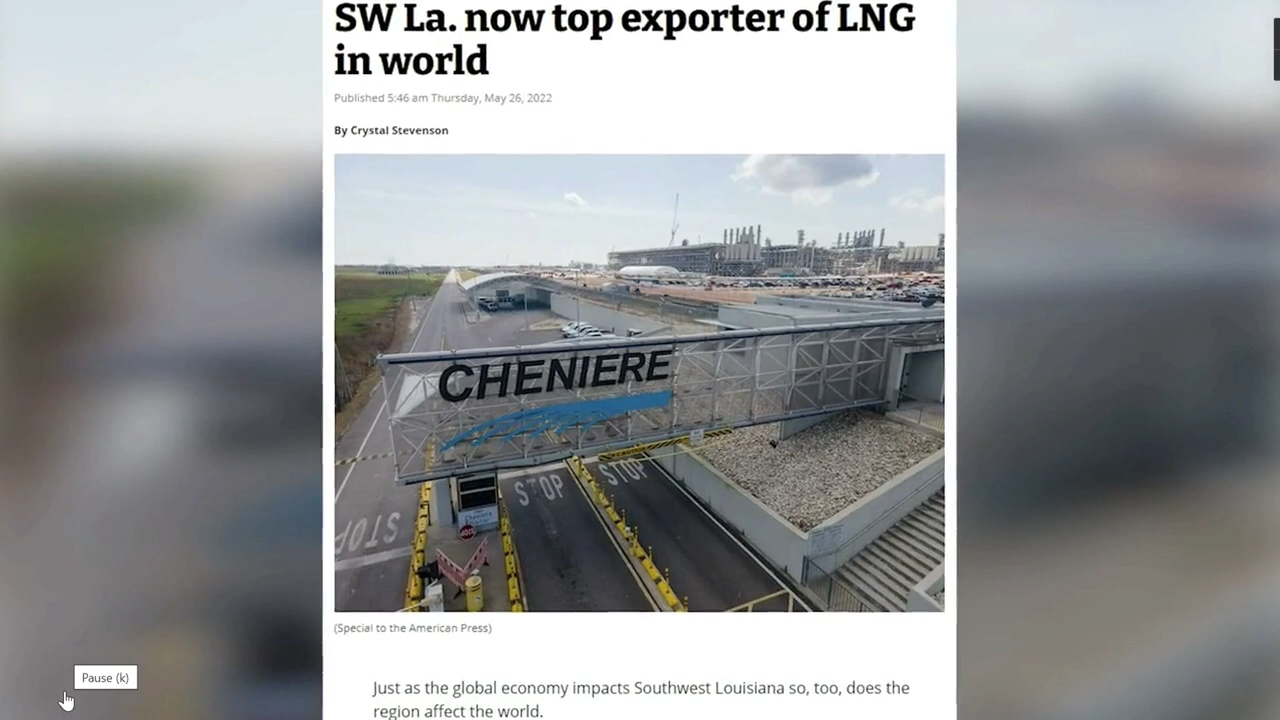 SW La. now top exporter of LNG
in world
Published 5:46 am Thursday, May 26, 2022
By Crystal Stevenson
CHENIERE
STOP
STOP
STOP
(Special to the American Press)
Pause (k)
Just as the global economy impacts Southwest Louisiana so, too, does the
region affect the world.